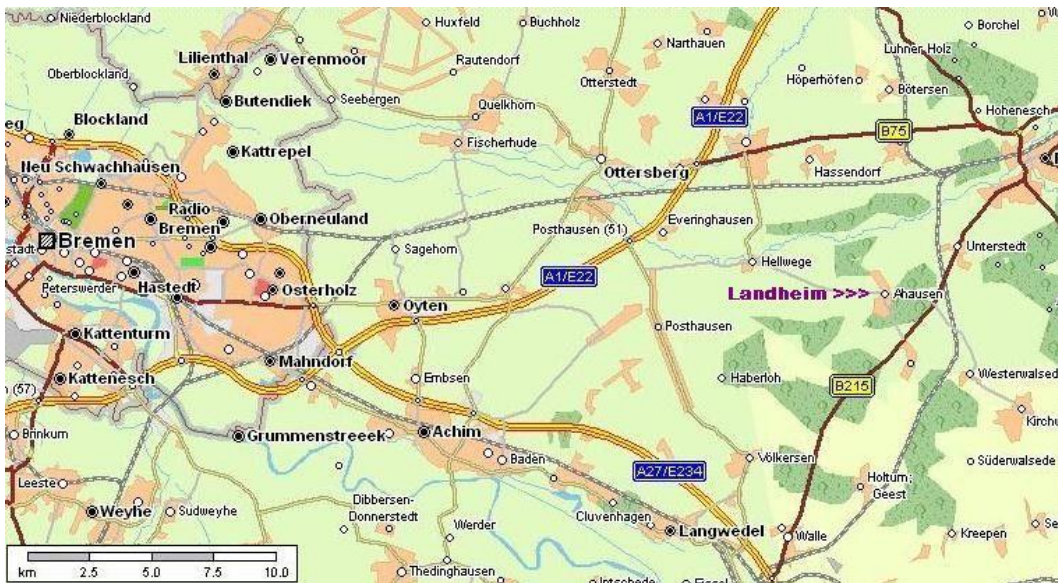 Niederblockland
Huxfeld
Buchholz
Borchel
Narthauen
Luhner Holz
Lilienthal
Verenmoor
Oberblockland
Rautendorf
Otterstedt
Höperhöfen
Bötersen
Butendiek
Seebergen
Quelkhorn
Hohenesch
Blockland
A1/E22
B75
Fischerhude
Kattrepel
Neu Schwachhausen
Ottersberg
Hassendorf
Radio
Bremen
Oberneuland
Everinghausen
Posthausen (51)
Bremen
Sagehorn
Unterstedt
Hellwege
A1/E22
Peterswerder
Hastedt
Osterholz
Landheim >>>
Ahausen
Oyten
Kattenturm
Posthausen
Mahndorf
Embsen
Haberloh
Westerwalsede
Kattenesch
(57)
B215
Brinkum
Grummenstreeek
Achim
Baden
Völkersen
Süderwalsede
A27/E234
Leeste
Holtum,
Geest
Weyhe
Sudweyhe
Dibbersen-
Donnerstedt
Cluvenhagen
Werder
Langwedel
Walle
Kreepen
Thedinghausen
Intschede
km 2.5 5.0 7.5 10.0